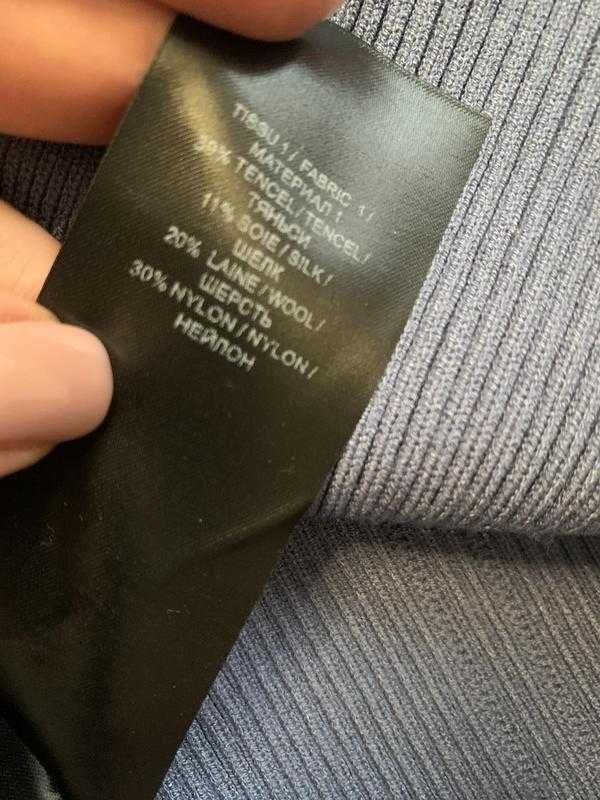 TISSU 1 / FABRIC 1 /
МАТЕРИАЛ 1
39% TENCEL / TENCEL /
ТЯНЬСИ
11% SOIE / SILK /
ШЕЛК
20% LAINE / WOOL /
ШЕРСТЬ
30% NYLON / NYLON /
НЕЙЛОН